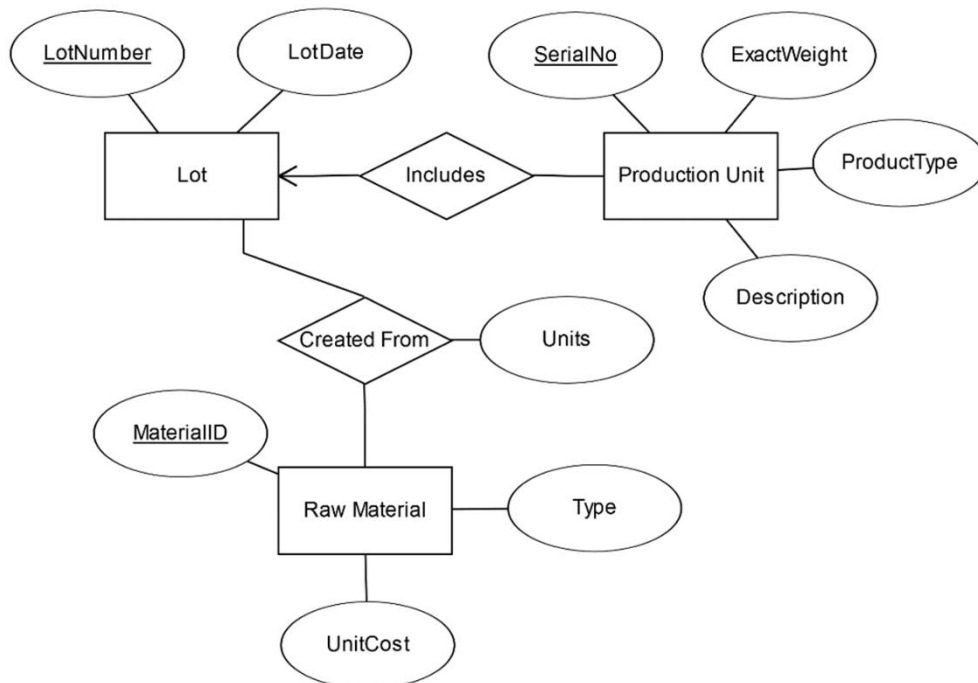 LotNumber
LotDate
SerialNo
ExactWeight
Lot
Includes
Production Unit
ProductType
Description
Created From
Units
MaterialID
Raw Material
Type
UnitCost